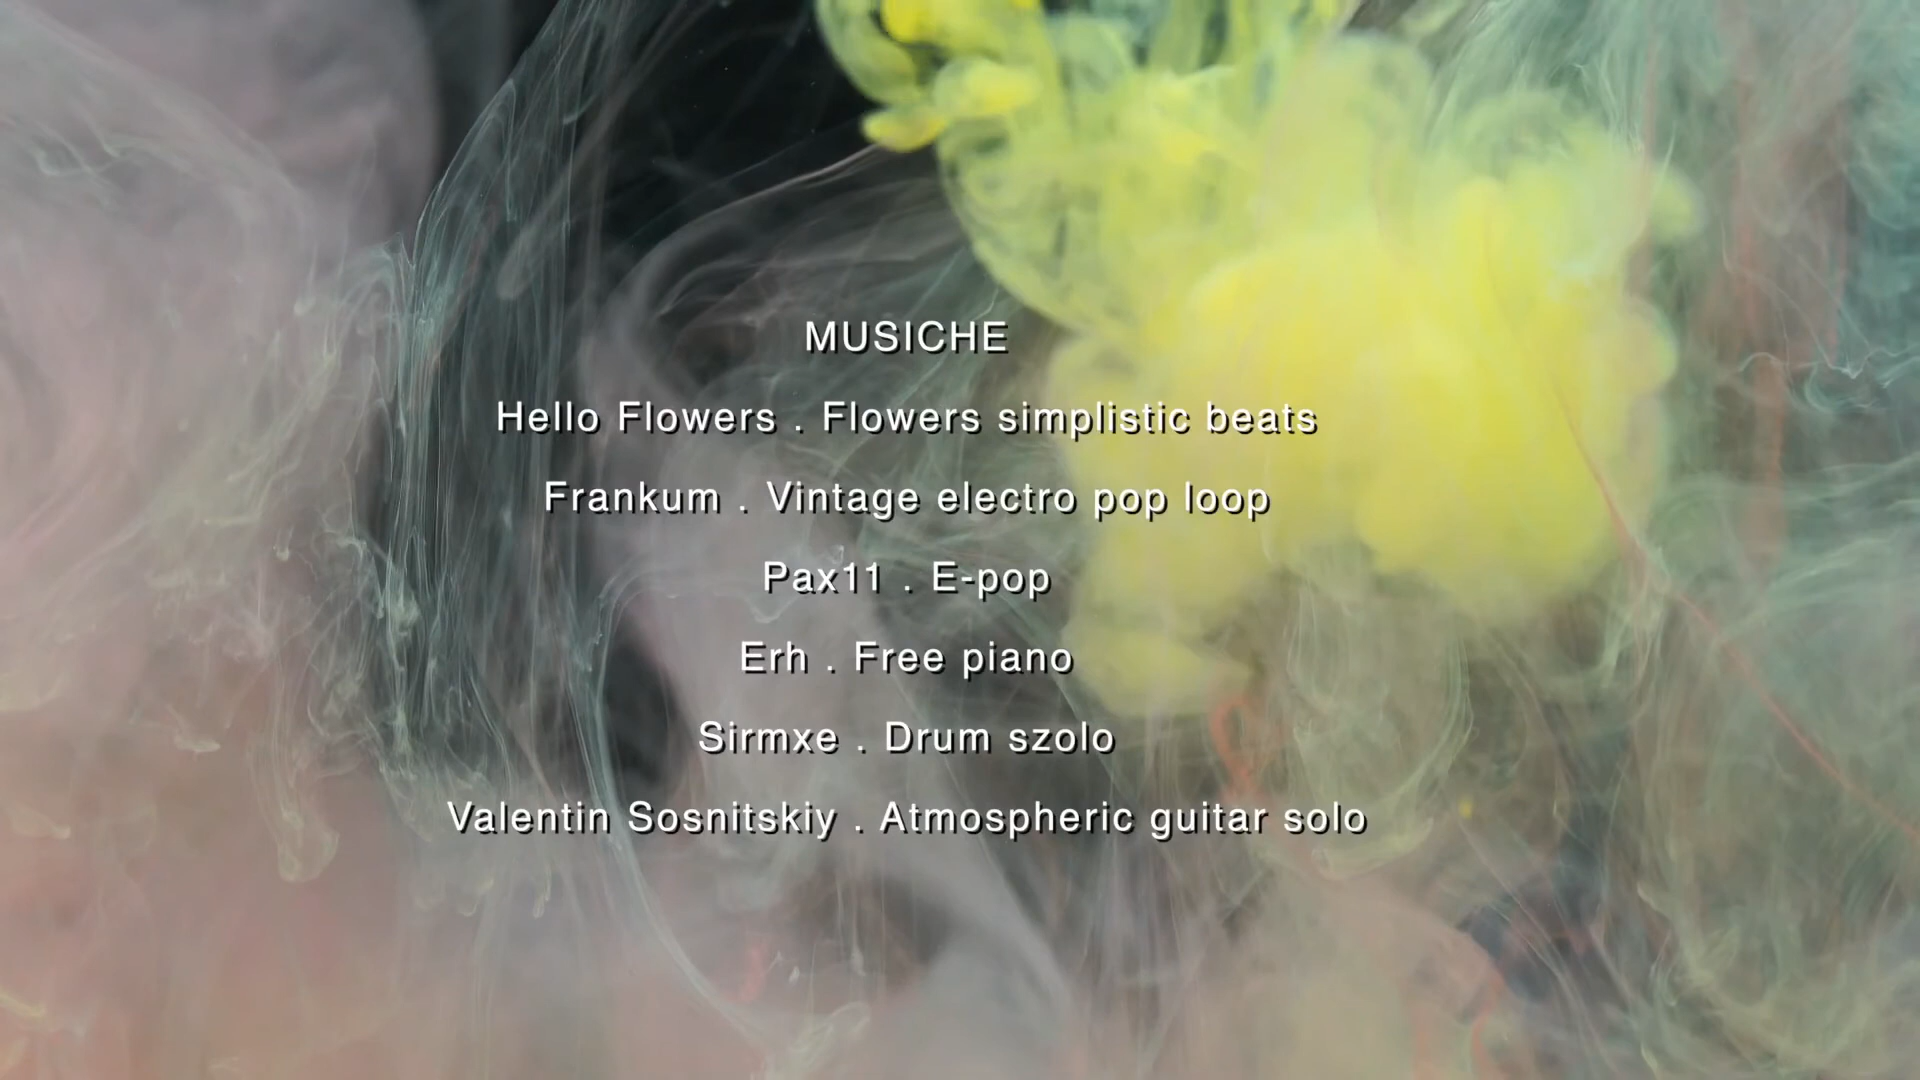 MUSICHE
Hello Flowers . Flowers simplistic beats
Frankum . Vintage electro pop loop
Pax11 . E-pop
Erh . Free piano
Sirmxe . Drum szolo
Valentin Sosnitskiy . Atmospheric guitar solo